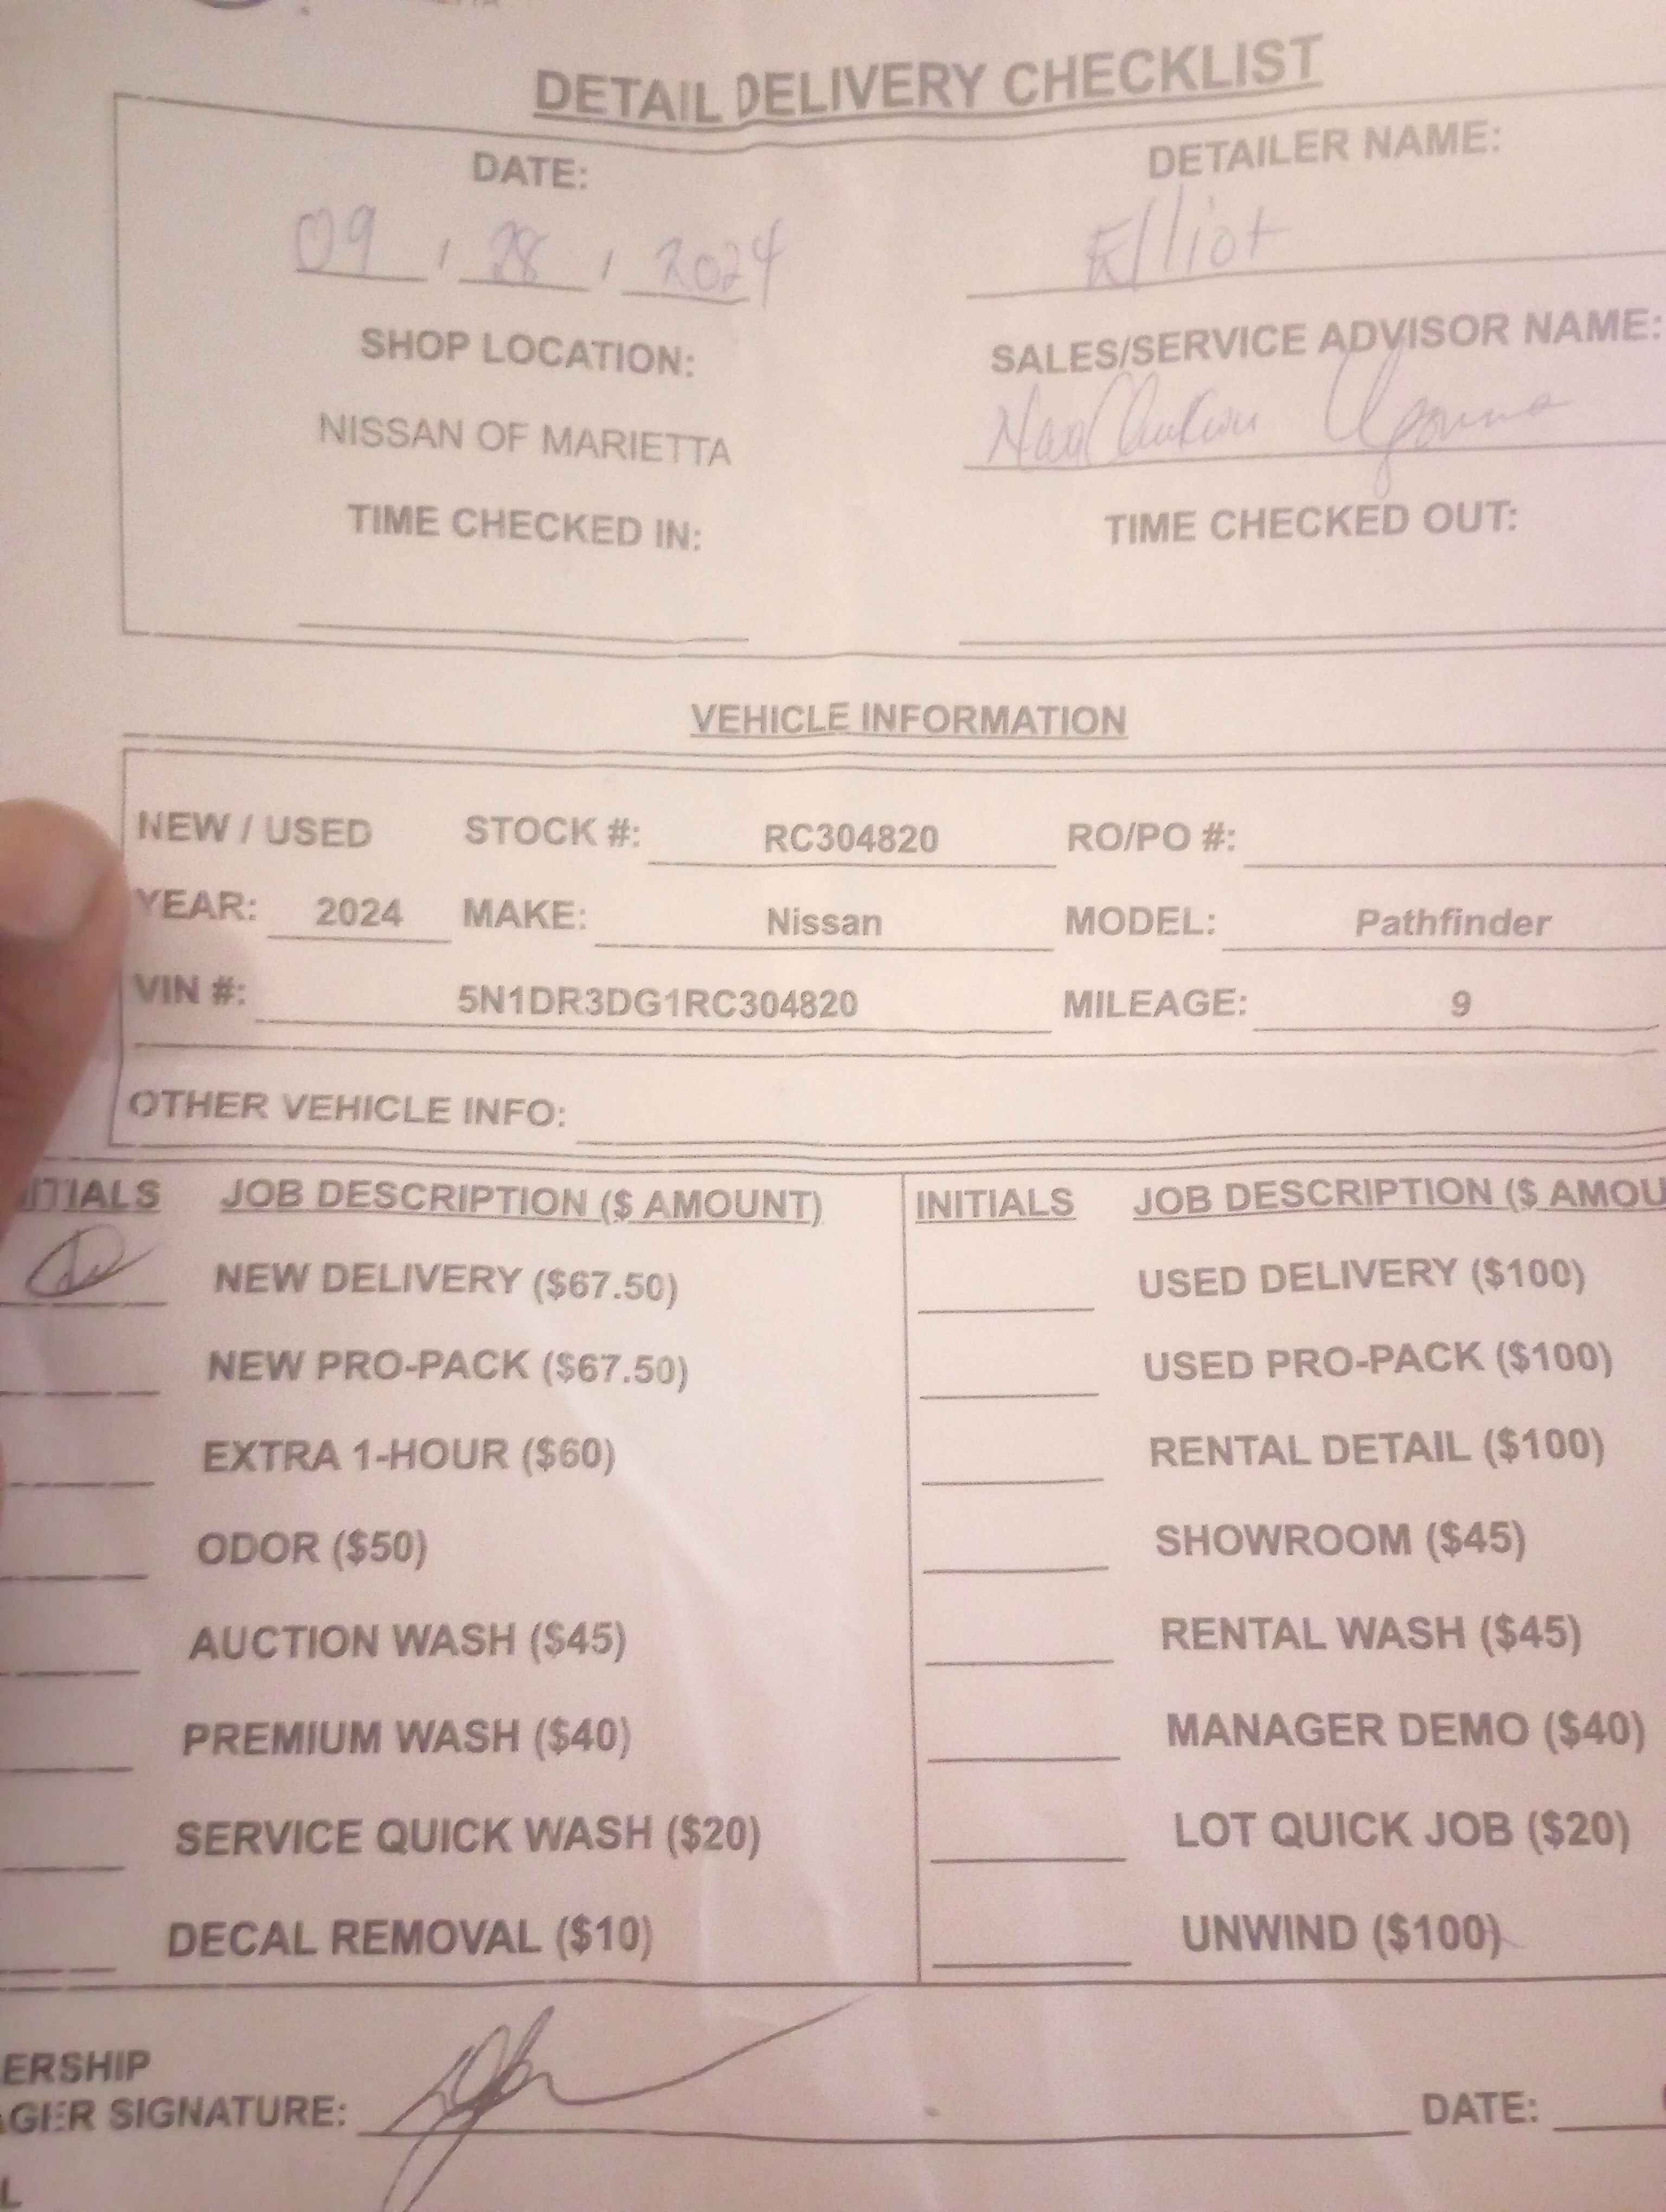 DETAIL DELIVERY CHECKLIST
DATE: DETAILER NAME:
09 / 28 / 2024 Elliot
SHOP LOCATION: SALES/SERVICE ADVISOR NAME:
NISSAN OF MARIETTA
TIME CHECKED IN: TIME CHECKED OUT:
VEHICLE INFORMATION
NEW / USED STOCK #: RC304820 RO/PO #:
YEAR: 2024 MAKE: Nissan MODEL: Pathfinder
VIN #: 5N1DR3DG1RC304820 MILEAGE: 9
OTHER VEHICLE INFO:
ITIALS JOB DESCRIPTION ($ AMOUNT) INITIALS JOB DESCRIPTION ($ AMOU
NEW DELIVERY ($67.50) USED DELIVERY ($100)
NEW PRO-PACK ($67.50) USED PRO-PACK ($100)
EXTRA 1-HOUR ($60) RENTAL DETAIL ($100)
ODOR ($50) SHOWROOM ($45)
AUCTION WASH ($45) RENTAL WASH ($45)
PREMIUM WASH ($40) MANAGER DEMO ($40)
SERVICE QUICK WASH ($20) LOT QUICK JOB ($20)
DECAL REMOVAL ($10) UNWIND ($100)
ERSHIP
AGER SIGNATURE: DATE:
L